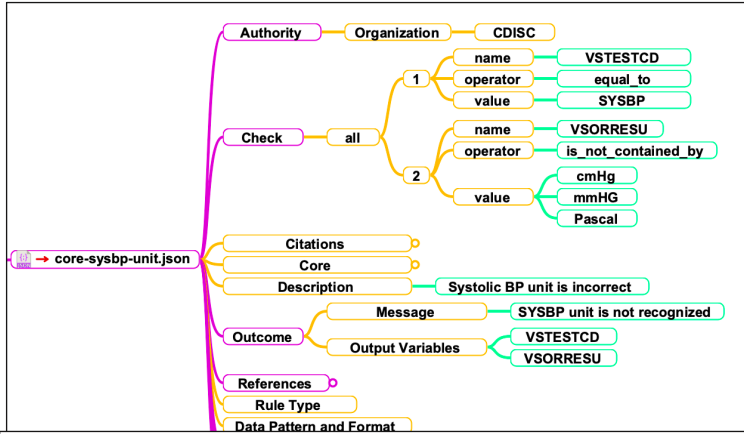 Authority
Organization
CDISC
Check
all
1
name
VSTESTCD
operator
equal_to
value
SYSBP
2
name
VSORRESU
operator
is_not_contained_by
value
cmHg
mmHG
Pascal
→ core-sysbp-unit.json
Citations
Core
Description
Systolic BP unit is incorrect
Outcome
Message
SYSBP unit is not recognized
Output Variables
VSTESTCD
VSORRESU
References
Rule Type
Data Pattern and Format